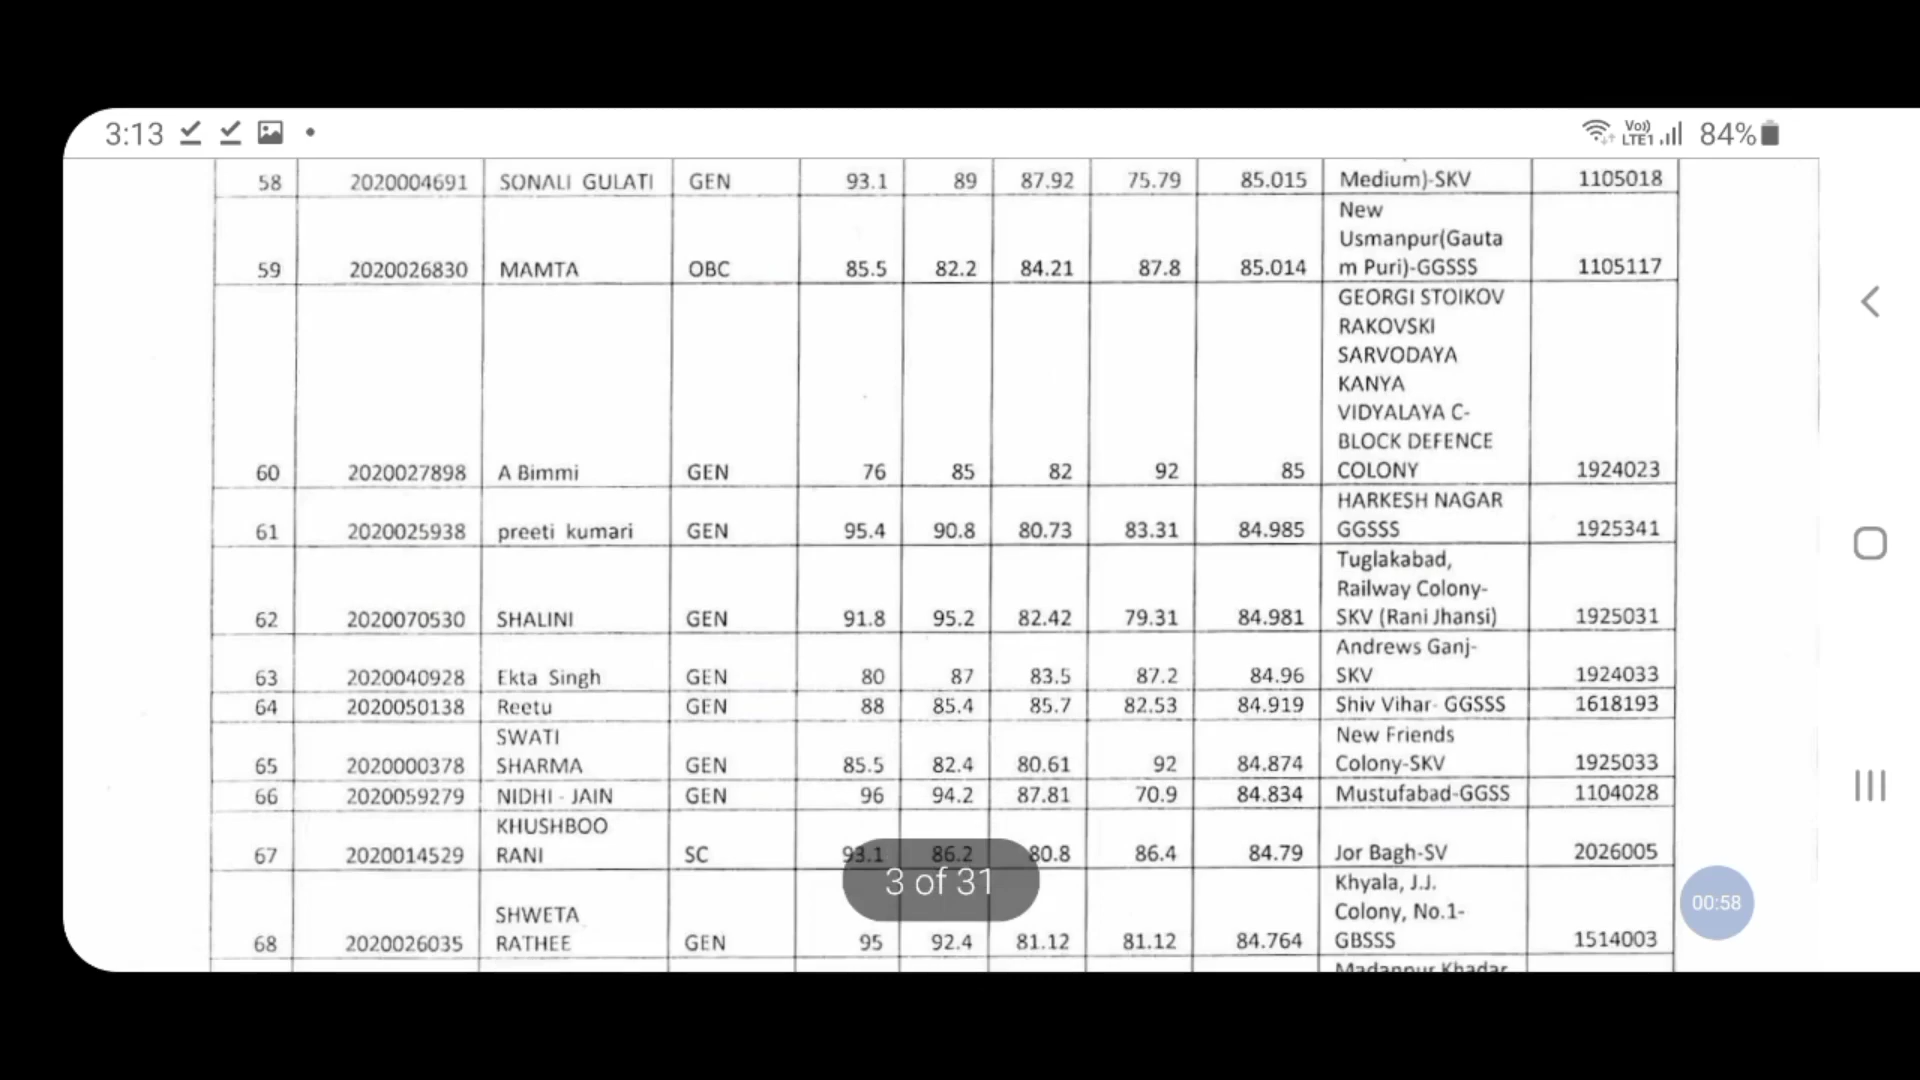 3:13 84%
Vo)) LTE1
58 2020004691 SONALI GULATI GEN 93.1 89 87.92 75.79 85.015 Medium)-SKV 1105018
New
Usmanpur(Gauta
59 2020026830 MAMTA OBC 85.5 82.2 84.21 87.8 85.014 m Puri)-GGSSS 1105117
GEORGI STOIKOV
RAKOVSKI
SARVODAYA
KANYA
VIDYALAYA C-
BLOCK DEFENCE
60 2020027898 A Bimmi GEN 76 85 82 92 85 COLONY 1924023
HARKESH NAGAR
61 2020025938 preeti kumari GEN 95.4 90.8 80.73 83.31 84.985 GGSSS 1925341
Tuglakabad,
Railway Colony-
62 2020070530 SHALINI GEN 91.8 95.2 82.42 79.31 84.981 SKV (Rani Jhansi) 1925031
Andrews Ganj-
63 2020040928 Ekta Singh GEN 80 87 83.5 87.2 84.96 SKV 1924033
64 2020050138 Reetu GEN 88 85.4 85.7 82.53 84.919 Shiv Vihar- GGSSS 1618193
SWATI New Friends
65 2020000378 SHARMA GEN 85.5 82.4 80.61 92 84.874 Colony-SKV 1925033
66 2020059279 NIDHI - JAIN GEN 96 94.2 87.81 70.9 84.834 Mustufabad-GGSS 1104028
KHUSHBOO
67 2020014529 RANI SC 93.1 86.2 80.8 86.4 84.79 Jor Bagh-SV 2026005
3 of 31
Khyala, J.J.
SHWETA Colony, No.1-
68 2020026035 RATHEE GEN 95 92.4 81.12 81.12 84.764 GBSSS 1514003
Madanpur Khadar
00:58